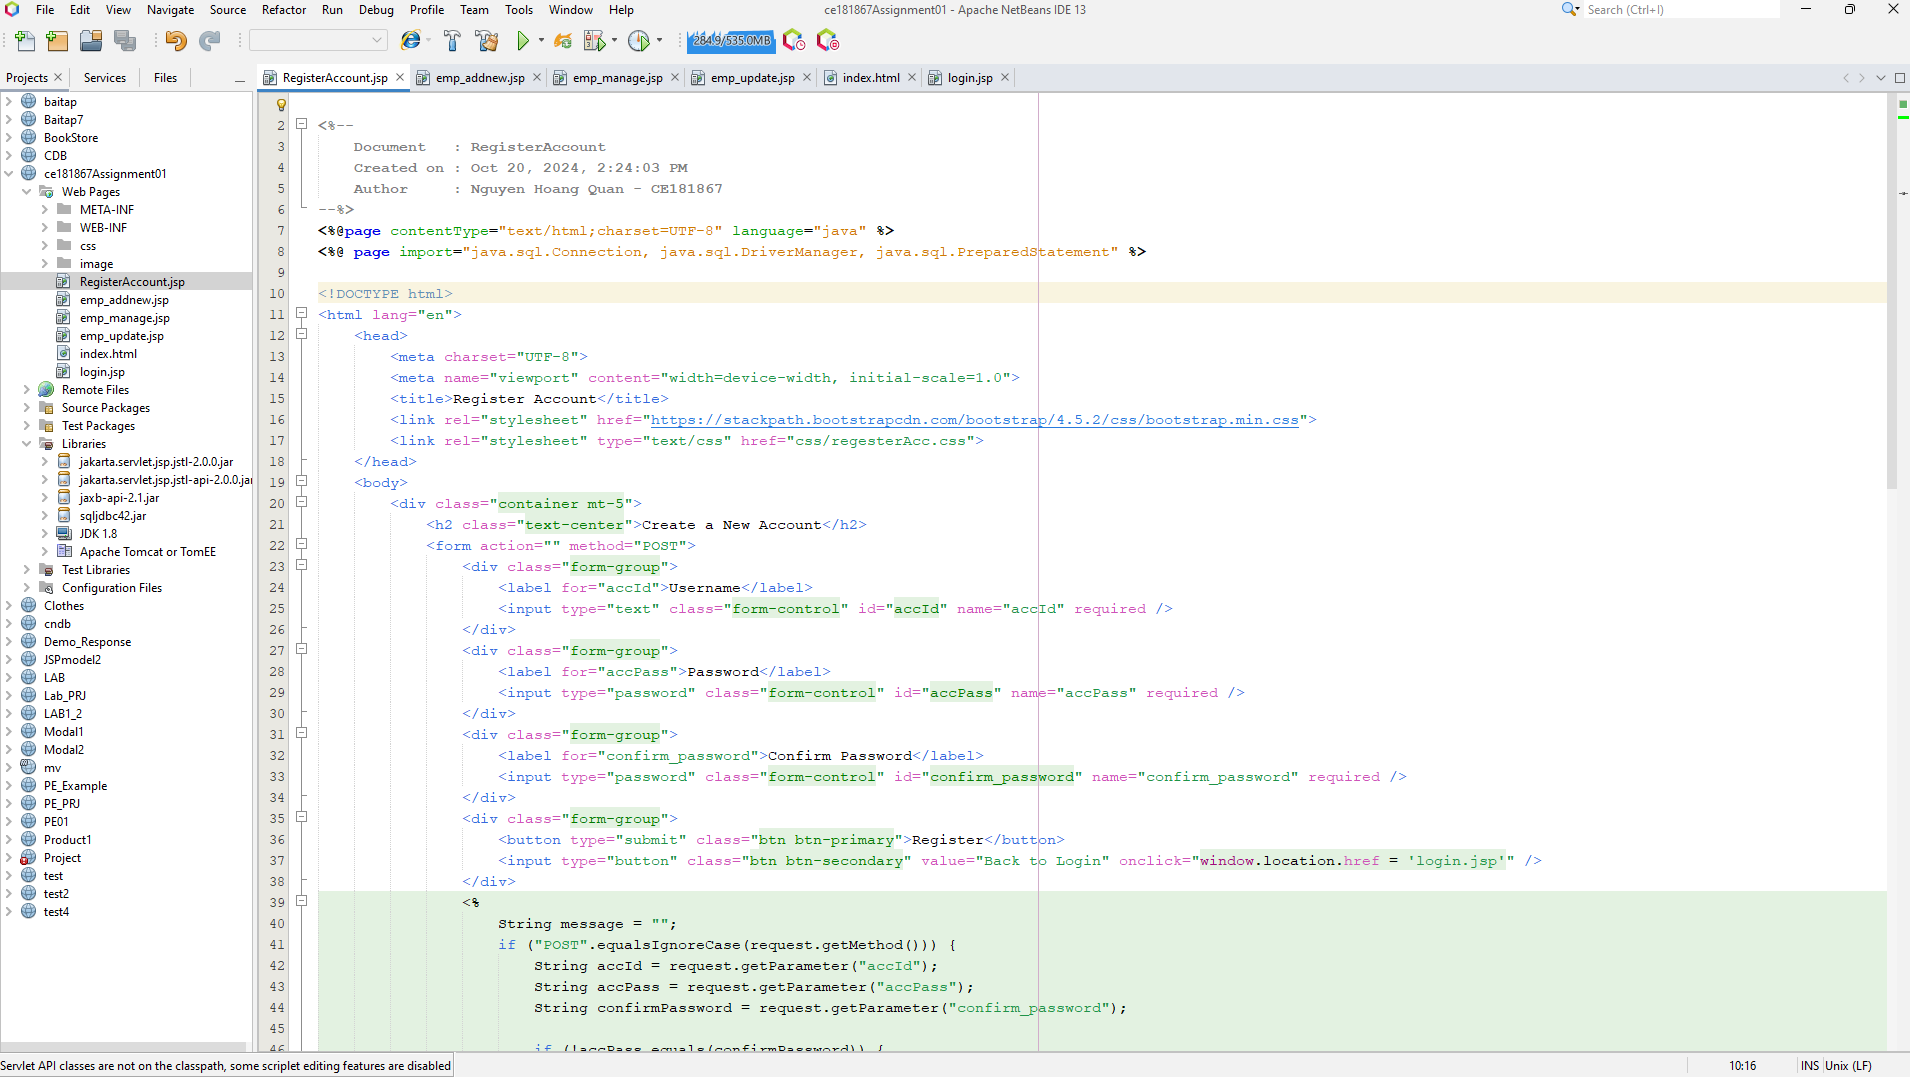 File Edit View Navigate Source Refactor Run Debug Profile Team Tools Window Help
ce181867Assignment01 - Apache NetBeans IDE 13
Search (Ctrl+I)
284.9/535.0MB
Projects Services Files
RegisterAccount.jsp emp_addnew.jsp emp_manage.jsp emp_update.jsp index.html login.jsp
baitap
Baitap7
BookStore
CDB
ce181867Assignment01
Web Pages
META-INF
WEB-INF
css
image
RegisterAccount.jsp
emp_addnew.jsp
emp_manage.jsp
emp_update.jsp
index.html
login.jsp
Remote Files
Source Packages
Test Packages
Libraries
jakarta.servlet.jsp.jstl-2.0.0.jar
jakarta.servlet.jsp.jstl-api-2.0.0.jar
jaxb-api-2.1.jar
sqljdbc42.jar
JDK 1.8
Apache Tomcat or TomEE
Test Libraries
Configuration Files
Clothes
cndb
Demo_Response
JSPmodel2
LAB
Lab_PRJ
LAB1_2
Modal1
Modal2
mv
PE_Example
PE_PRJ
PE01
Product1
Project
test
test2
test4
2 <%--
3 Document : RegisterAccount
4 Created on : Oct 20, 2024, 2:24:03 PM
5 Author : Nguyen Hoang Quan - CE181867
6 --%>
7 <%@page contentType="text/html;charset=UTF-8" language="java" %>
8 <%@ page import="java.sql.Connection, java.sql.DriverManager, java.sql.PreparedStatement" %>
9
10 <!DOCTYPE html>
11 <html lang="en">
12 <head>
13 <meta charset="UTF-8">
14 <meta name="viewport" content="width=device-width, initial-scale=1.0">
15 <title>Register Account</title>
16 <link rel="stylesheet" href="https://stackpath.bootstrapcdn.com/bootstrap/4.5.2/css/bootstrap.min.css">
17 <link rel="stylesheet" type="text/css" href="css/regesterAcc.css">
18 </head>
19 <body>
20 <div class="container mt-5">
21 <h2 class="text-center">Create a New Account</h2>
22 <form action="" method="POST">
23 <div class="form-group">
24 <label for="accId">Username</label>
25 <input type="text" class="form-control" id="accId" name="accId" required />
26 </div>
27 <div class="form-group">
28 <label for="accPass">Password</label>
29 <input type="password" class="form-control" id="accPass" name="accPass" required />
30 </div>
31 <div class="form-group">
32 <label for="confirm_password">Confirm Password</label>
33 <input type="password" class="form-control" id="confirm_password" name="confirm_password" required />
34 </div>
35 <div class="form-group">
36 <button type="submit" class="btn btn-primary">Register</button>
37 <input type="button" class="btn btn-secondary" value="Back to Login" onclick="window.location.href = 'login.jsp'" />
38 </div>
39 <%
40 String message = "";
41 if ("POST".equalsIgnoreCase(request.getMethod())) {
42 String accId = request.getParameter("accId");
43 String accPass = request.getParameter("accPass");
44 String confirmPassword = request.getParameter("confirm_password");
45
46 if (!accPass.equals(confirmPassword)) {
Servlet API classes are not on the classpath, some scriplet editing features are disabled
10:16 INS Unix (LF)